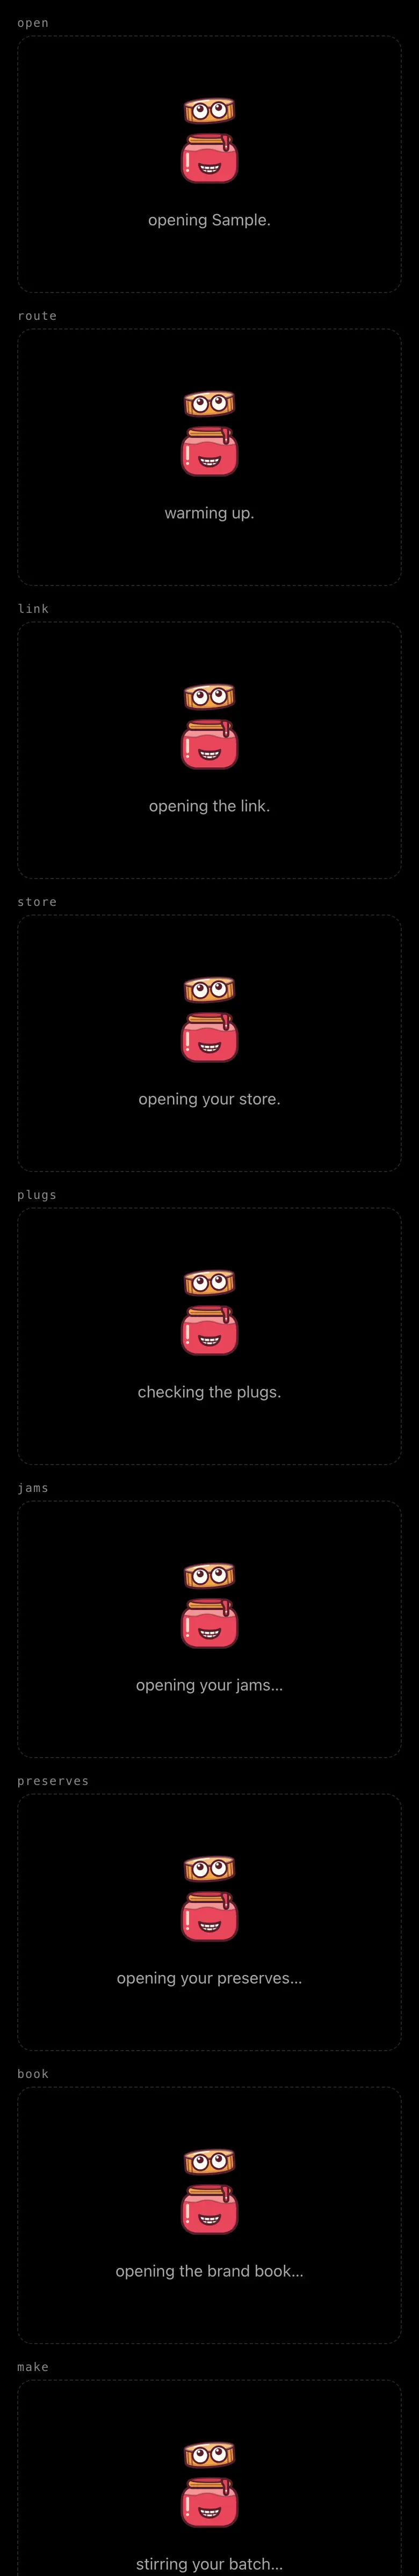 open
opening Sample.
route
warming up.
link
opening the link.
store
opening your store.
plugs
checking the plugs.
jams
opening your jams...
preserves
opening your preserves...
book
opening the brand book...
make
stirring your batch...